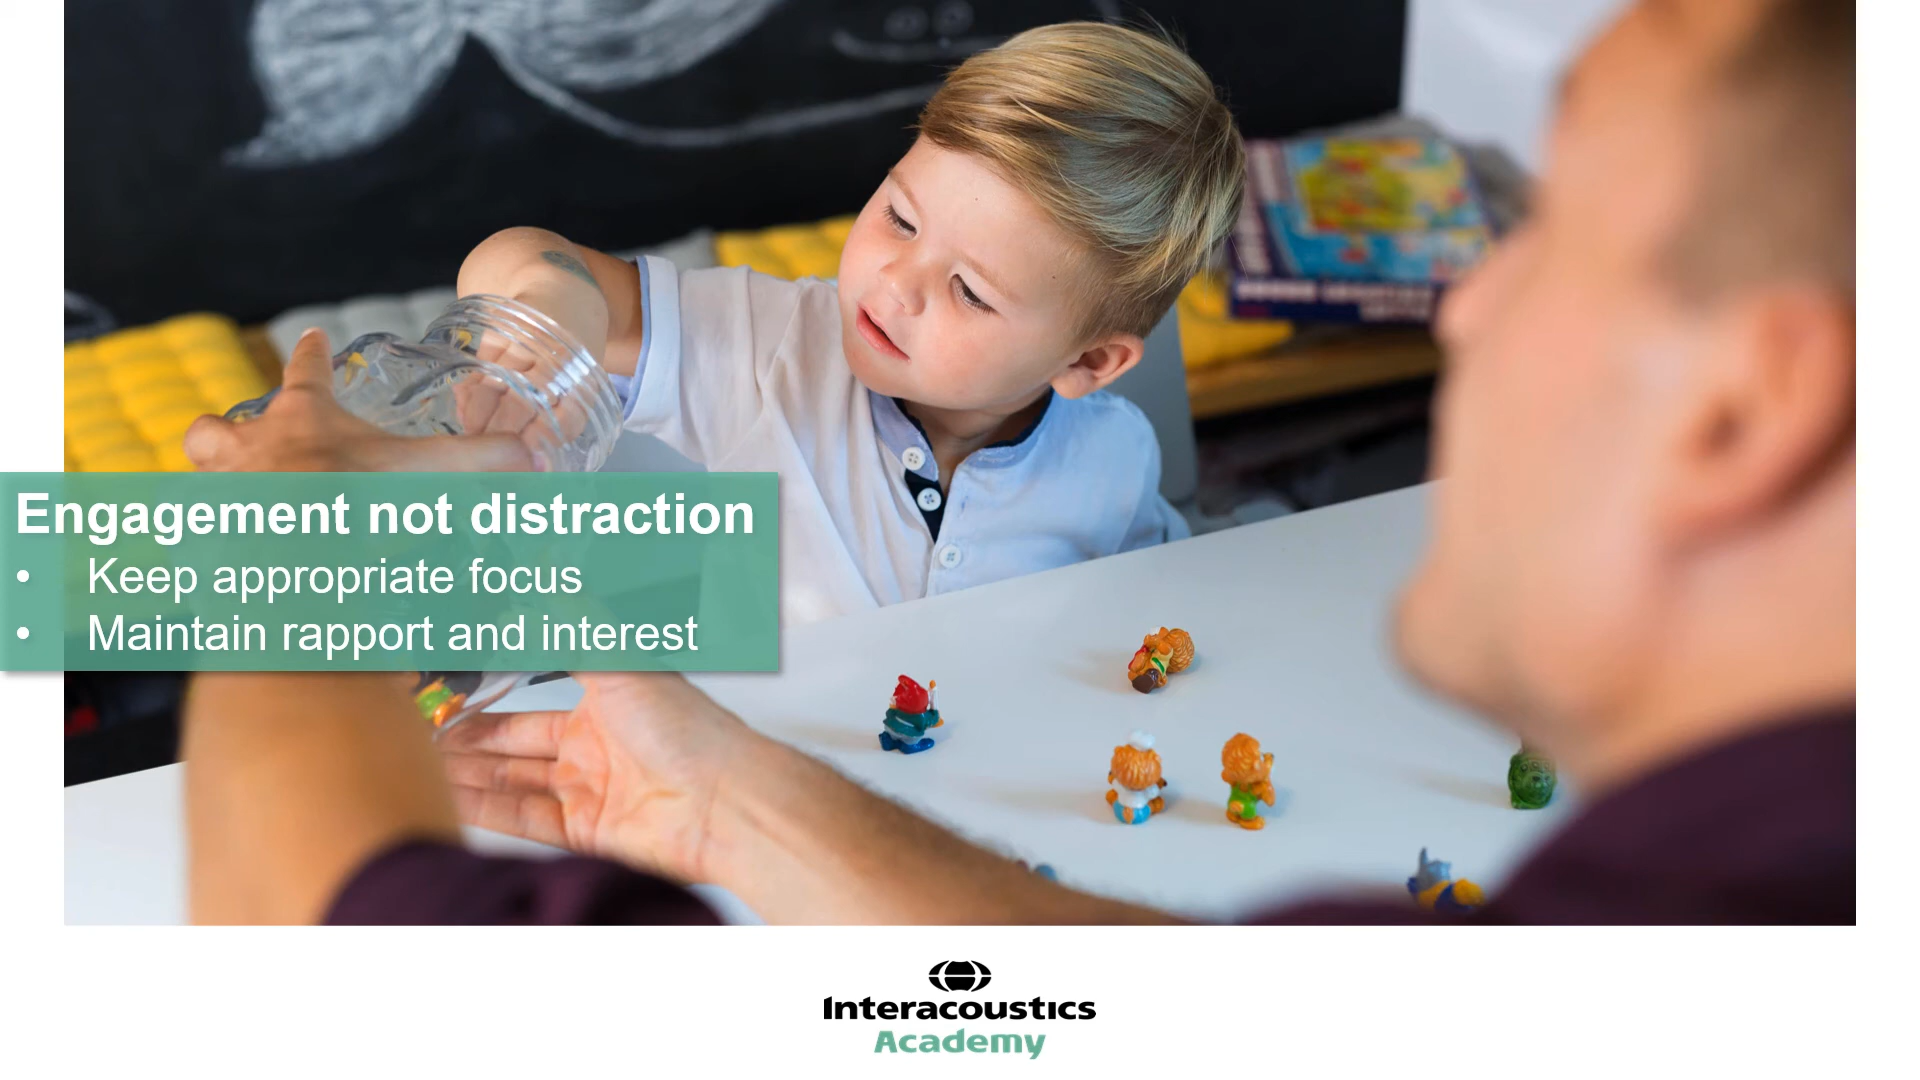 Engagement not distraction
• Keep appropriate focus
• Maintain rapport and interest
Interacoustics
Academy